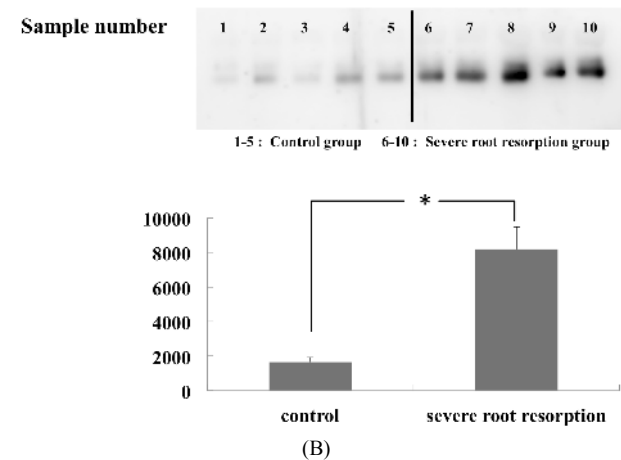 Sample number 1 2 3 4 5 6 7 8 9 10
1-5 : Control group 6-10 : Severe root resorption group
*
10000
8000
6000
4000
2000
0
control severe root resorption
(B)